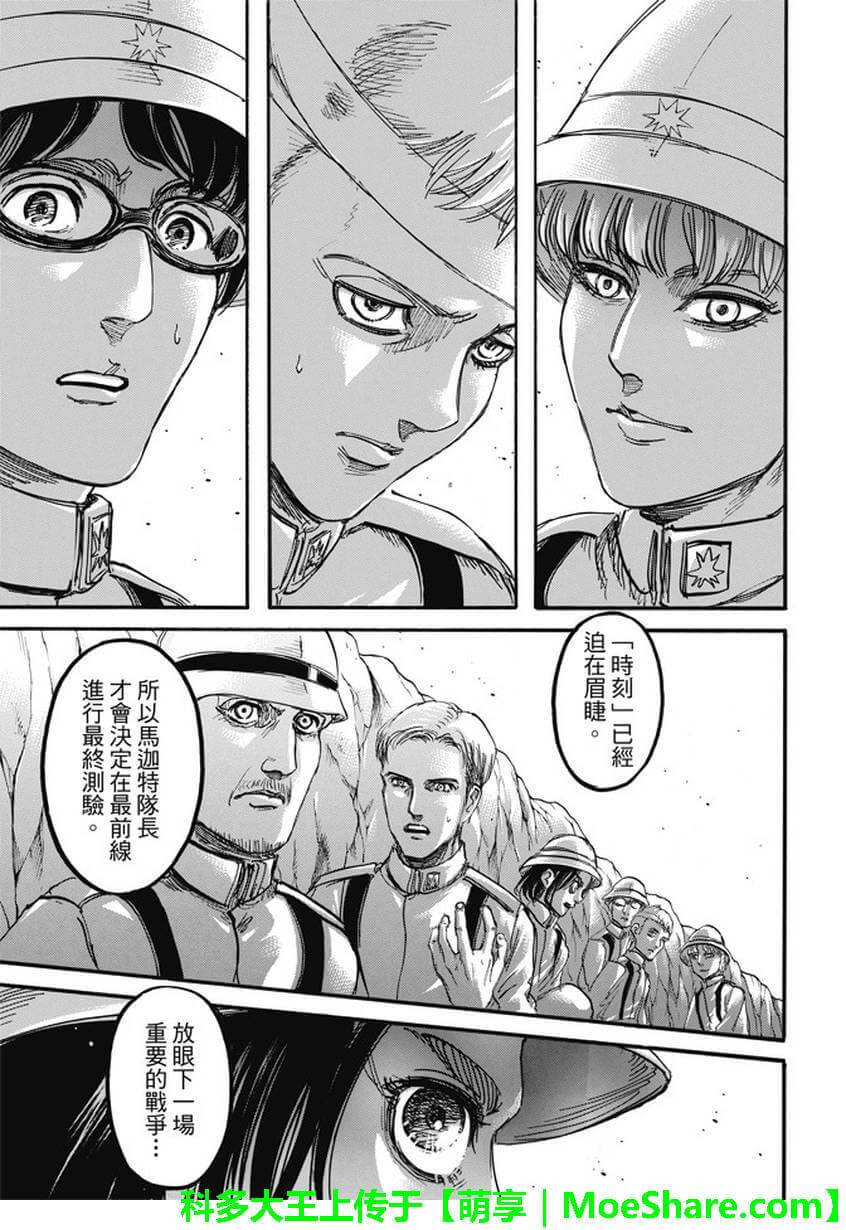 「時刻」已經
迫在眉睫。
所以馬迦特隊長
才會決定在最前線
進行最終測驗。
放眼下一場
重要的戰爭…
科多大王上传于【萌享｜MoeShare.com】